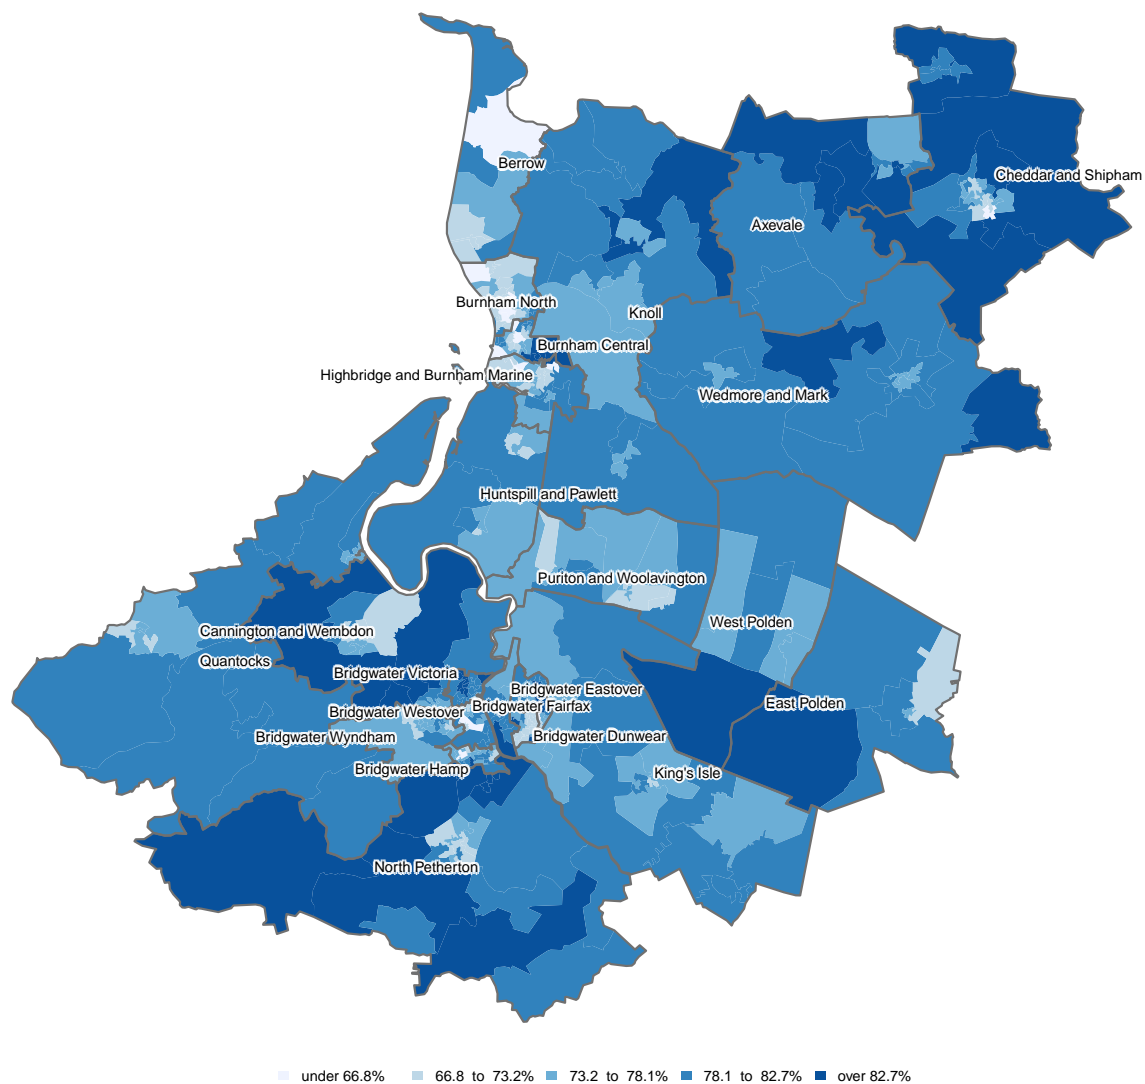 Berrow
Cheddar and Shipham
Axevale
Burnham North
Knoll
Burnham Central
Highbridge and Burnham Marine
Wedmore and Mark
Huntspill and Pawlett
Puriton and Woolavington
West Polden
Cannington and Wembdon
Quantocks
Bridgwater Victoria
Bridgwater Eastover
East Polden
Bridgwater Fairfax
Bridgwater Westover
Bridgwater Wyndham
Bridgwater Dunwear
Bridgwater Hamp
King's Isle
North Petherton
under 66.8% 66.8 to 73.2% 73.2 to 78.1% 78.1 to 82.7% over 82.7%